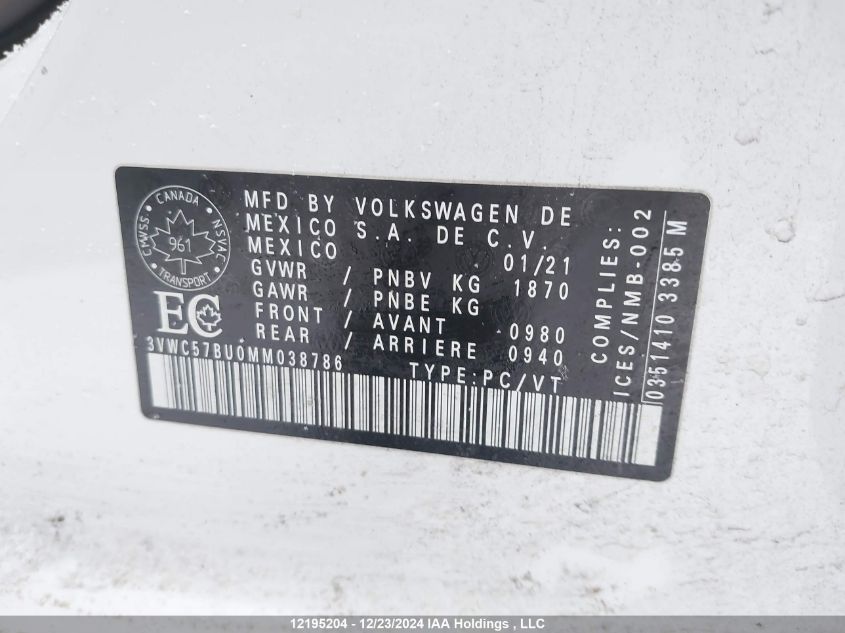 MFD BY VOLKSWAGEN DE
MEXICO S.A. DE C.V.
MEXICO 01/21
GVWR / PNBV KG 1870
GAWR / PNBE KG
FRONT / AVANT 0980
REAR / ARRIERE 0940
3VWC57BU0MM038786 TYPE:PC/VT
CANADA
CMVSS NSVAC
961
TRANSPORT
EC
COMPLIES:
ICES/NMB-002
0351410 3385 M
12195204 - 12/23/2024 IAA Holdings , LLC